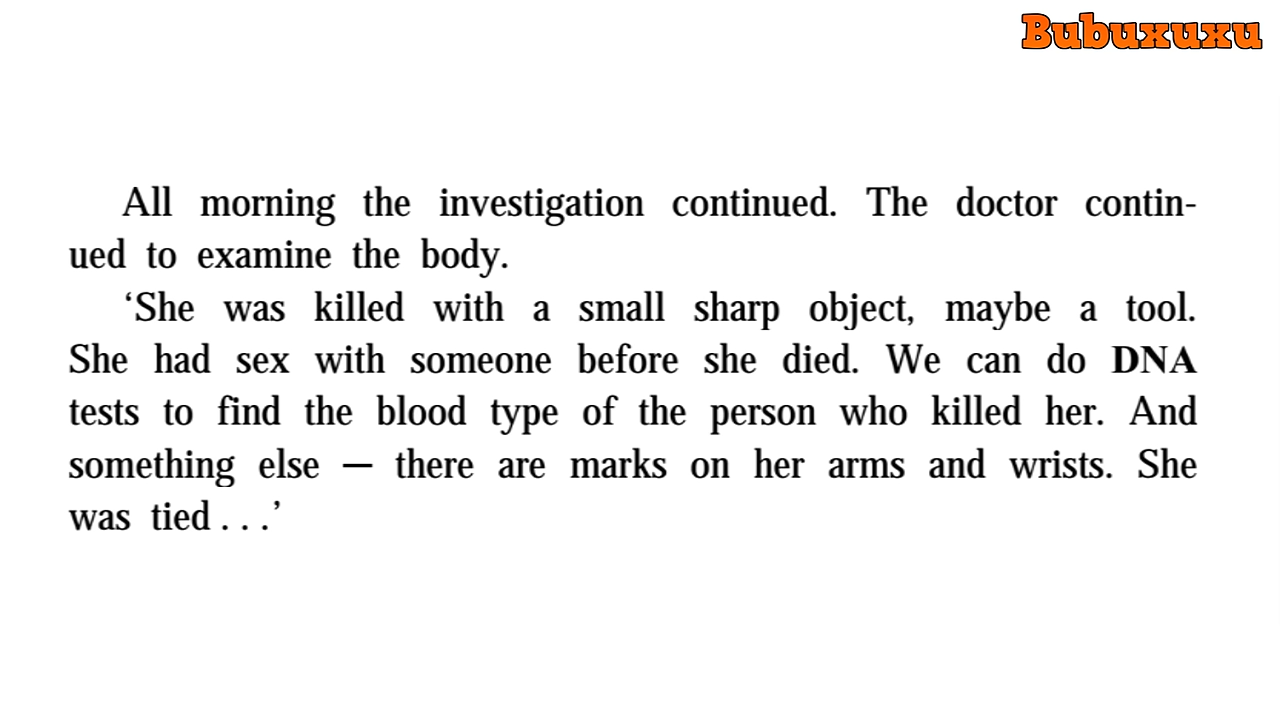 Bubuxuxu
All morning the investigation continued. The doctor contin-
ued to examine the body.
‘She was killed with a small sharp object, maybe a tool.
She had sex with someone before she died. We can do DNA
tests to find the blood type of the person who killed her. And
something else — there are marks on her arms and wrists. She
was tied . . .’